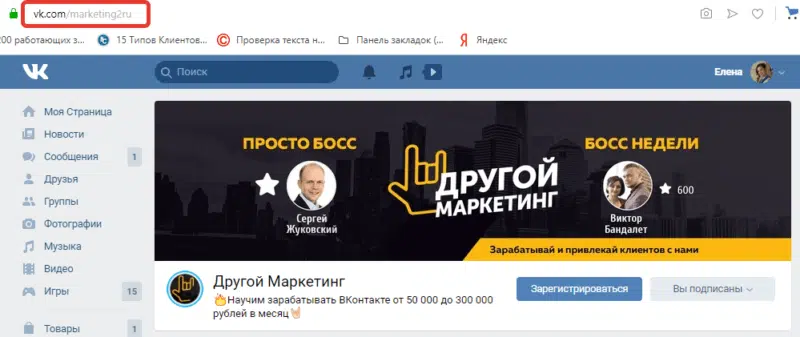 vk.com/marketing2ru
200 работающих з...
15 Типов Клиентов...
Проверка текста н...
Панель закладок (...
Яндекс
Поиск
Елена
Моя Страница
Новости
Сообщения 1
Друзья
Группы
Фотографии
Музыка
Видео
Игры 15
Товары 1
ПРОСТО БОСС
Сергей
Жуковский
ДРУГОЙ
МАРКЕТИНГ
БОСС НЕДЕЛИ
600
Виктор
Бандалет
Зарабатывай и привлекай клиентов с нами
Другой Маркетинг
Научим зарабатывать ВКонтакте от 50 000 до 300 000
рублей в месяц
Зарегистрироваться
Вы подписаны